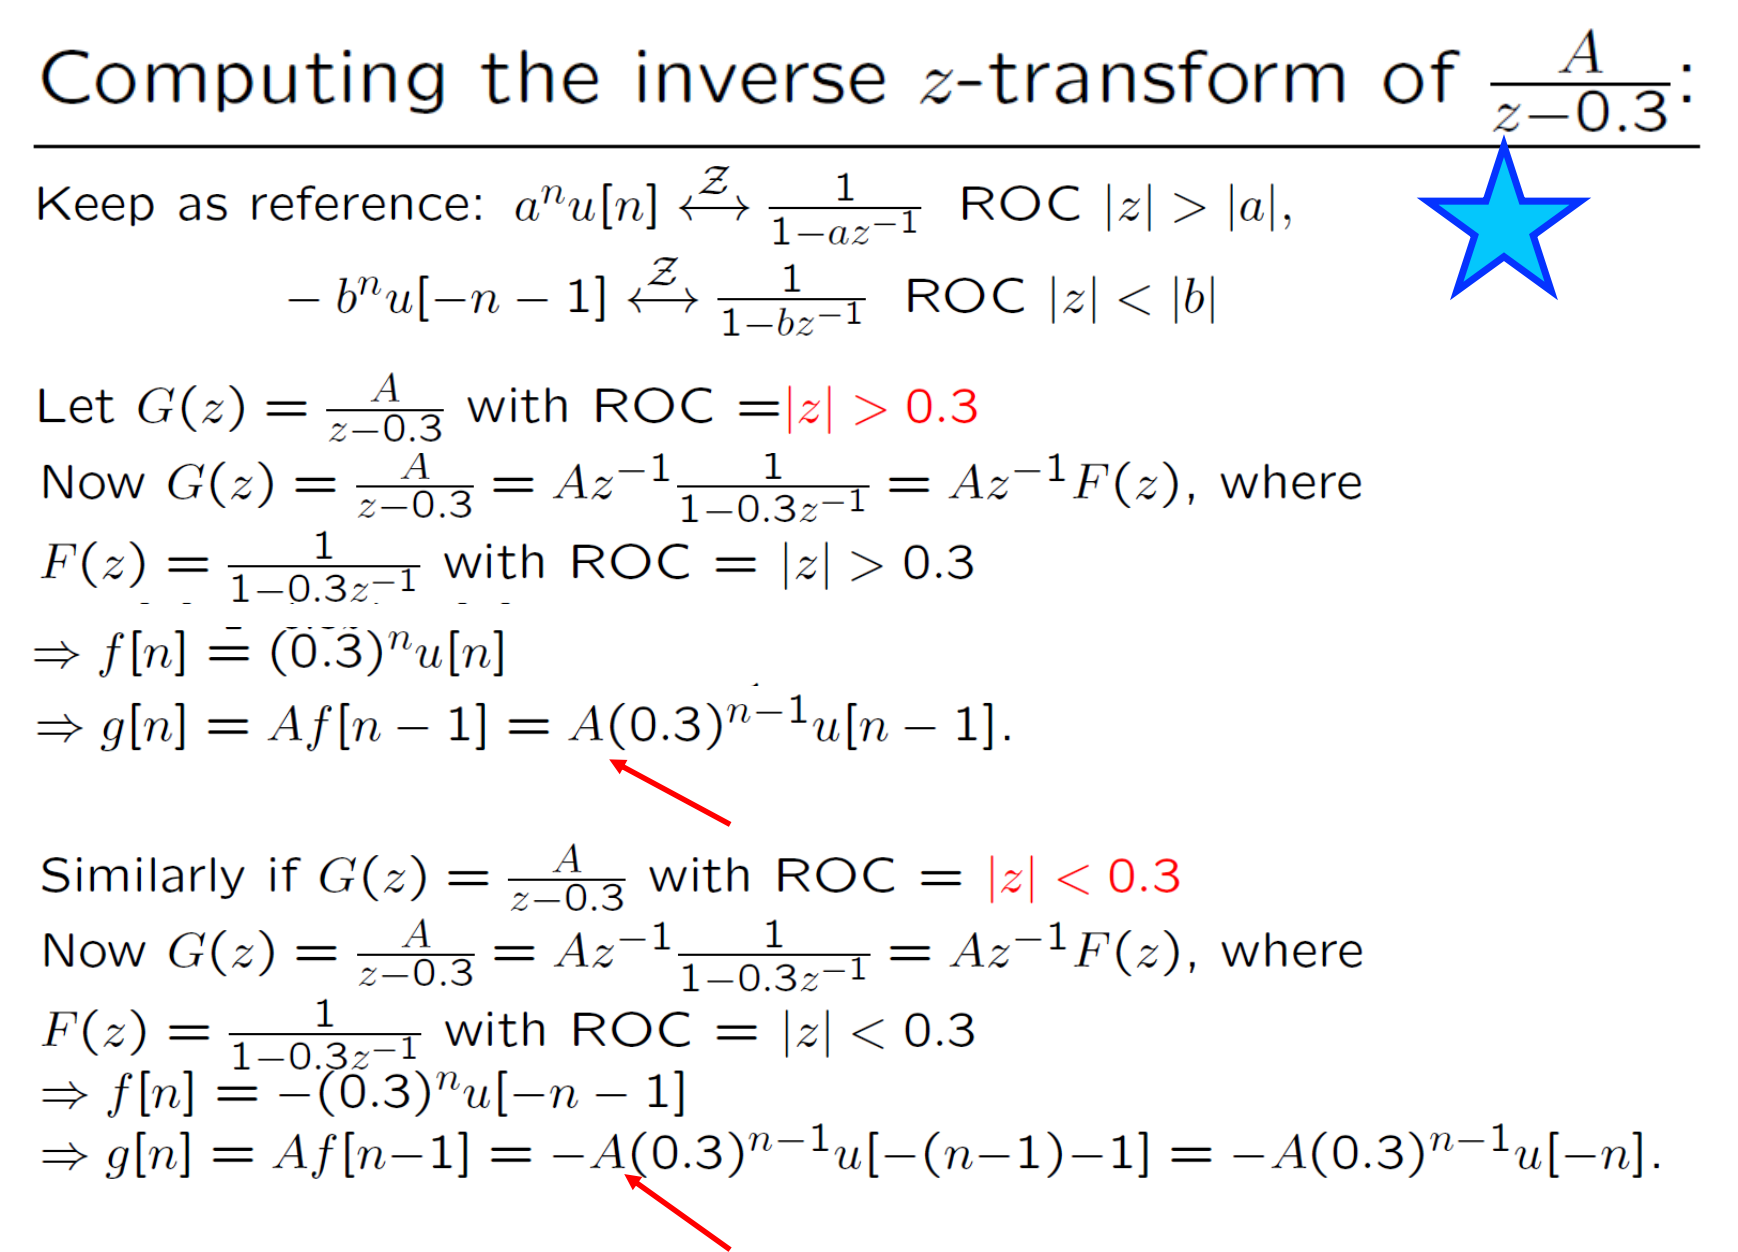 Computing the inverse $z$-transform of $\frac{A}{z-0.3}$:
Keep as reference: $a^n u[n] \overset{\mathcal{Z}}{\longleftrightarrow} \frac{1}{1-az^{-1}}$ ROC $|z| > |a|$,
$-b^n u[-n-1] \overset{\mathcal{Z}}{\longleftrightarrow} \frac{1}{1-bz^{-1}}$ ROC $|z| < |b|$
Let $G(z) = \frac{A}{z-0.3}$ with ROC $=|z| > 0.3$
Now $G(z) = \frac{A}{z-0.3} = Az^{-1}\frac{1}{1-0.3z^{-1}} = Az^{-1}F(z)$, where
$F(z) = \frac{1}{1-0.3z^{-1}}$ with ROC $= |z| > 0.3$
$\Rightarrow f[n] = (0.3)^n u[n]$
$\Rightarrow g[n] = Af[n-1] = A(0.3)^{n-1}u[n-1].$
Similarly if $G(z) = \frac{A}{z-0.3}$ with ROC $= |z| < 0.3$
Now $G(z) = \frac{A}{z-0.3} = Az^{-1}\frac{1}{1-0.3z^{-1}} = Az^{-1}F(z)$, where
$F(z) = \frac{1}{1-0.3z^{-1}}$ with ROC $= |z| < 0.3$
$\Rightarrow f[n] = -(0.3)^n u[-n-1]$
$\Rightarrow g[n] = Af[n-1] = -A(0.3)^{n-1}u[-(n-1)-1] = -A(0.3)^{n-1}u[-n].$